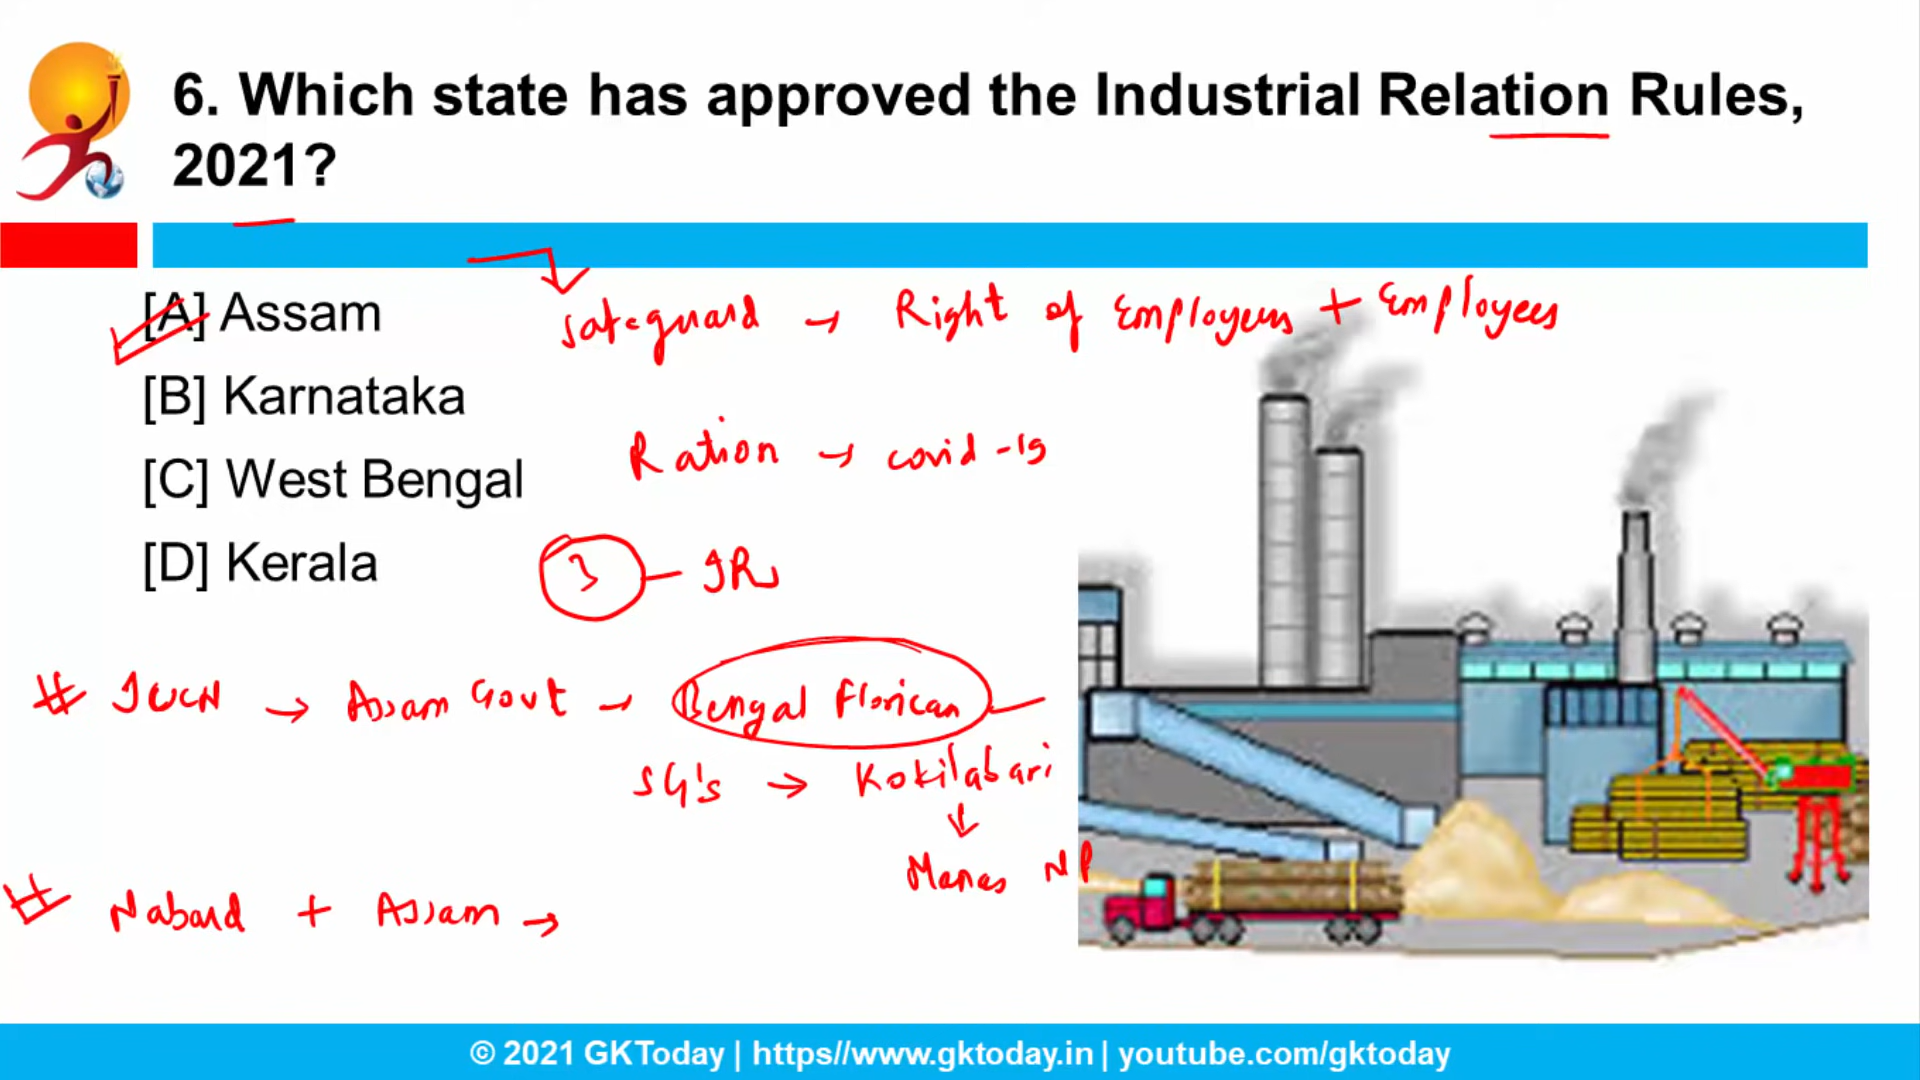 6. Which state has approved the Industrial Relation Rules,
2021?
[A] Assam
Safeguard → Right of Employers + Employees
[B] Karnataka
Ration → covid-19
[C] West Bengal
[D] Kerala
3 - IR
# IUCN → Assam Govt → Bengal Florican -
SG's → Kokilabari
↓
Manas NP
# Nabard + Assam →
© 2021 GKToday | https//www.gktoday.in | youtube.com/gktoday